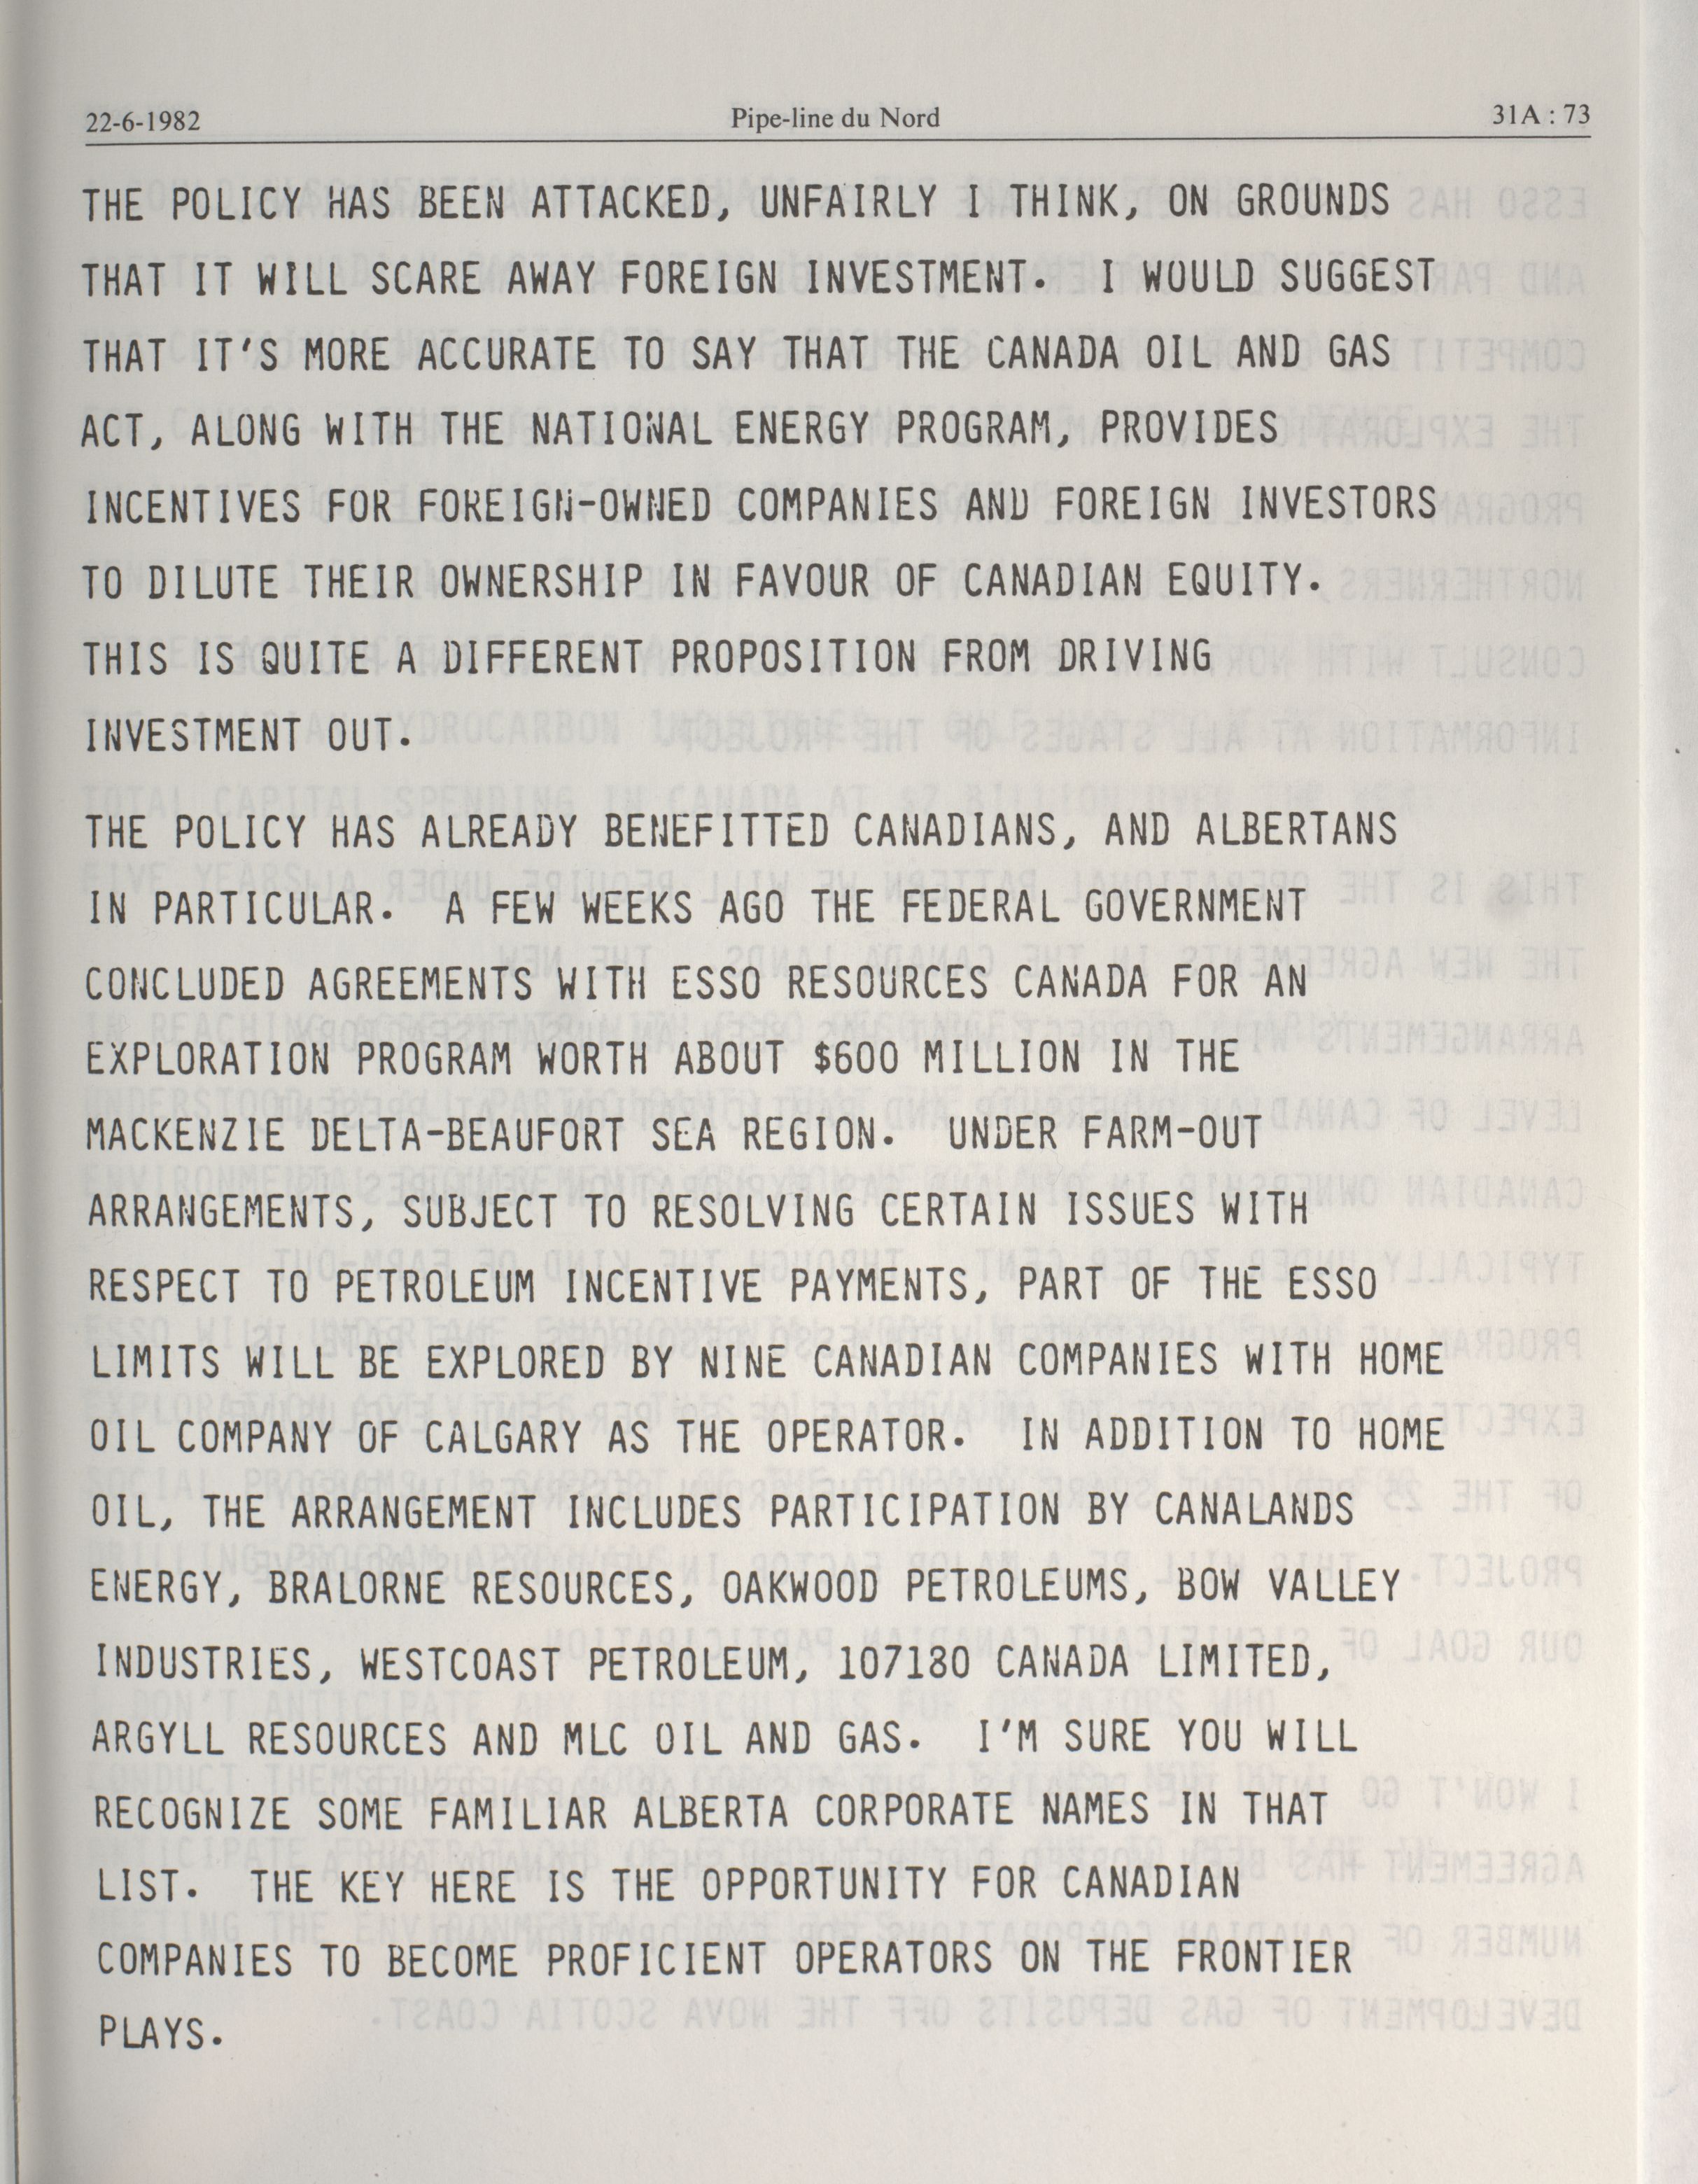 22-6-1982 Pipe-line du Nord 31A : 73
THE POLICY HAS BEEN ATTACKED, UNFAIRLY I THINK, ON GROUNDS
THAT IT WILL SCARE AWAY FOREIGN INVESTMENT. I WOULD SUGGEST
THAT IT'S MORE ACCURATE TO SAY THAT THE CANADA OIL AND GAS
ACT, ALONG WITH THE NATIONAL ENERGY PROGRAM, PROVIDES
INCENTIVES FOR FOREIGN-OWNED COMPANIES AND FOREIGN INVESTORS
TO DILUTE THEIR OWNERSHIP IN FAVOUR OF CANADIAN EQUITY.
THIS IS QUITE A DIFFERENT PROPOSITION FROM DRIVING
INVESTMENT OUT.
THE POLICY HAS ALREADY BENEFITTED CANADIANS, AND ALBERTANS
IN PARTICULAR. A FEW WEEKS AGO THE FEDERAL GOVERNMENT
CONCLUDED AGREEMENTS WITH ESSO RESOURCES CANADA FOR AN
EXPLORATION PROGRAM WORTH ABOUT $600 MILLION IN THE
MACKENZIE DELTA-BEAUFORT SEA REGION. UNDER FARM-OUT
ARRANGEMENTS, SUBJECT TO RESOLVING CERTAIN ISSUES WITH
RESPECT TO PETROLEUM INCENTIVE PAYMENTS, PART OF THE ESSO
LIMITS WILL BE EXPLORED BY NINE CANADIAN COMPANIES WITH HOME
OIL COMPANY OF CALGARY AS THE OPERATOR. IN ADDITION TO HOME
OIL, THE ARRANGEMENT INCLUDES PARTICIPATION BY CANALANDS
ENERGY, BRALORNE RESOURCES, OAKWOOD PETROLEUMS, BOW VALLEY
INDUSTRIES, WESTCOAST PETROLEUM, 107180 CANADA LIMITED,
ARGYLL RESOURCES AND MLC OIL AND GAS. I'M SURE YOU WILL
RECOGNIZE SOME FAMILIAR ALBERTA CORPORATE NAMES IN THAT
LIST. THE KEY HERE IS THE OPPORTUNITY FOR CANADIAN
COMPANIES TO BECOME PROFICIENT OPERATORS ON THE FRONTIER
PLAYS.